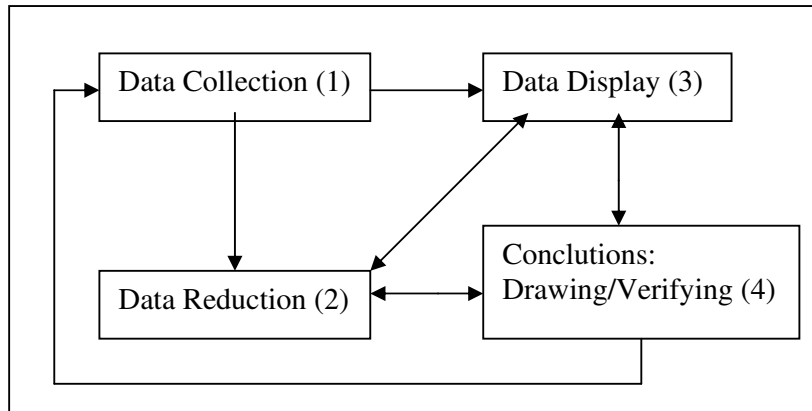 Data Collection (1)
Data Display (3)
Data Reduction (2)
Conclutions:
Drawing/Verifying (4)